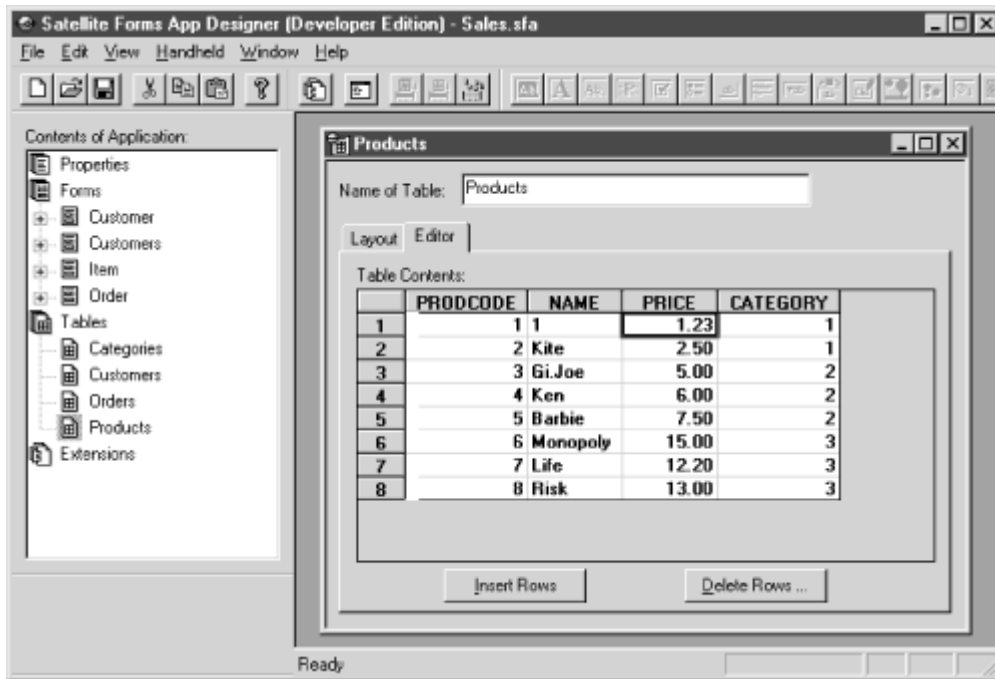 Satellite Forms App Designer (Developer Edition) - Sales.sfa
File Edit View Handheld Window Help
Contents of Application:
Properties
Forms
Customer
Customers
Item
Order
Tables
Categories
Customers
Orders
Products
Extensions
Products
Name of Table: Products
Layout Editor
Table Contents:
PRODCODE NAME PRICE CATEGORY
1 1 1 1.23 1
2 2 Kite 2.50 1
3 3 Gi.Joe 5.00 2
4 4 Ken 6.00 2
5 5 Barbie 7.50 2
6 6 Monopoly 15.00 3
7 7 Life 12.20 3
8 8 Risk 13.00 3
Insert Rows Delete Rows ...
Ready